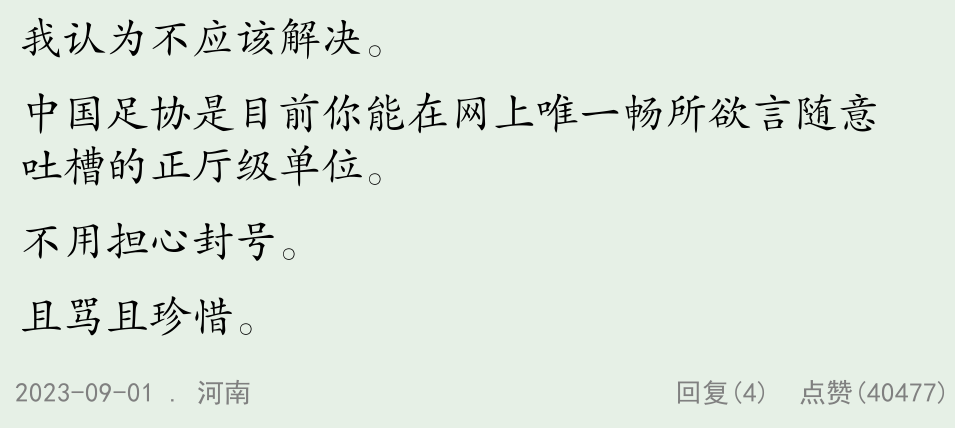 我认为不应该解决。
中国足协是目前你能在网上唯一畅所欲言随意
吐槽的正厅级单位。
不用担心封号。
且骂且珍惜。
2023-09-01 . 河南 回复(4) 点赞(40477)